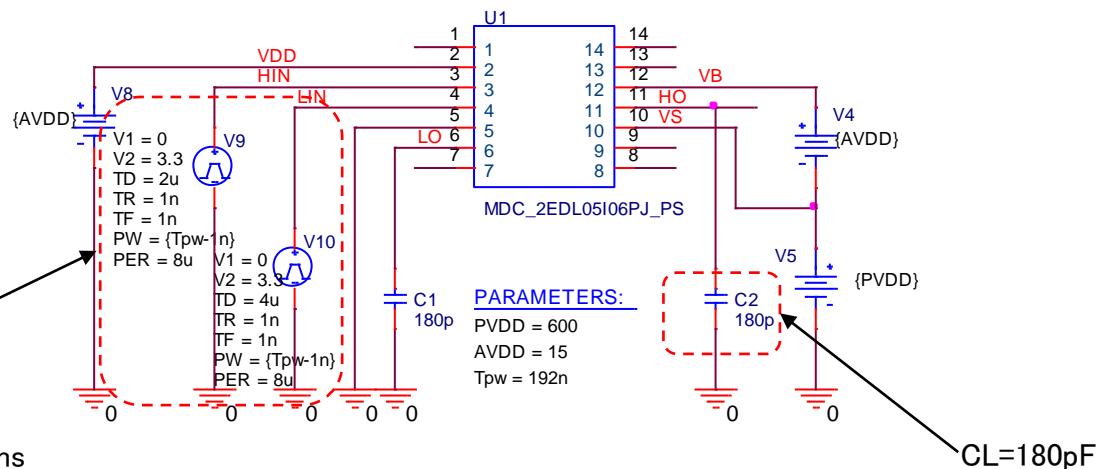 U1
1
2
3
4
5
6
7
1
2
3
4
5
6
7
14
13
12
11
10
9
8
14
13
12
11
10
9
8
VDD
HIN
LIN
LO
VB
HO
VS
MDC_2EDL05I06PJ_PS
V8
{AVDD}
V9
V1 = 0
V2 = 3.3
TD = 2u
TR = 1n
TF = 1n
PW = {Tpw-1n}
PER = 8u
V10
V1 = 0
V2 = 3.3
TD = 4u
TR = 1n
TF = 1n
PW = {Tpw-1n}
PER = 8u
C1
180p
PARAMETERS:
PVDD = 600
AVDD = 15
Tpw = 192n
C2
180p
V4
{AVDD}
V5
{PVDD}
0
0
0
0
0
0
0
ns
CL=180pF